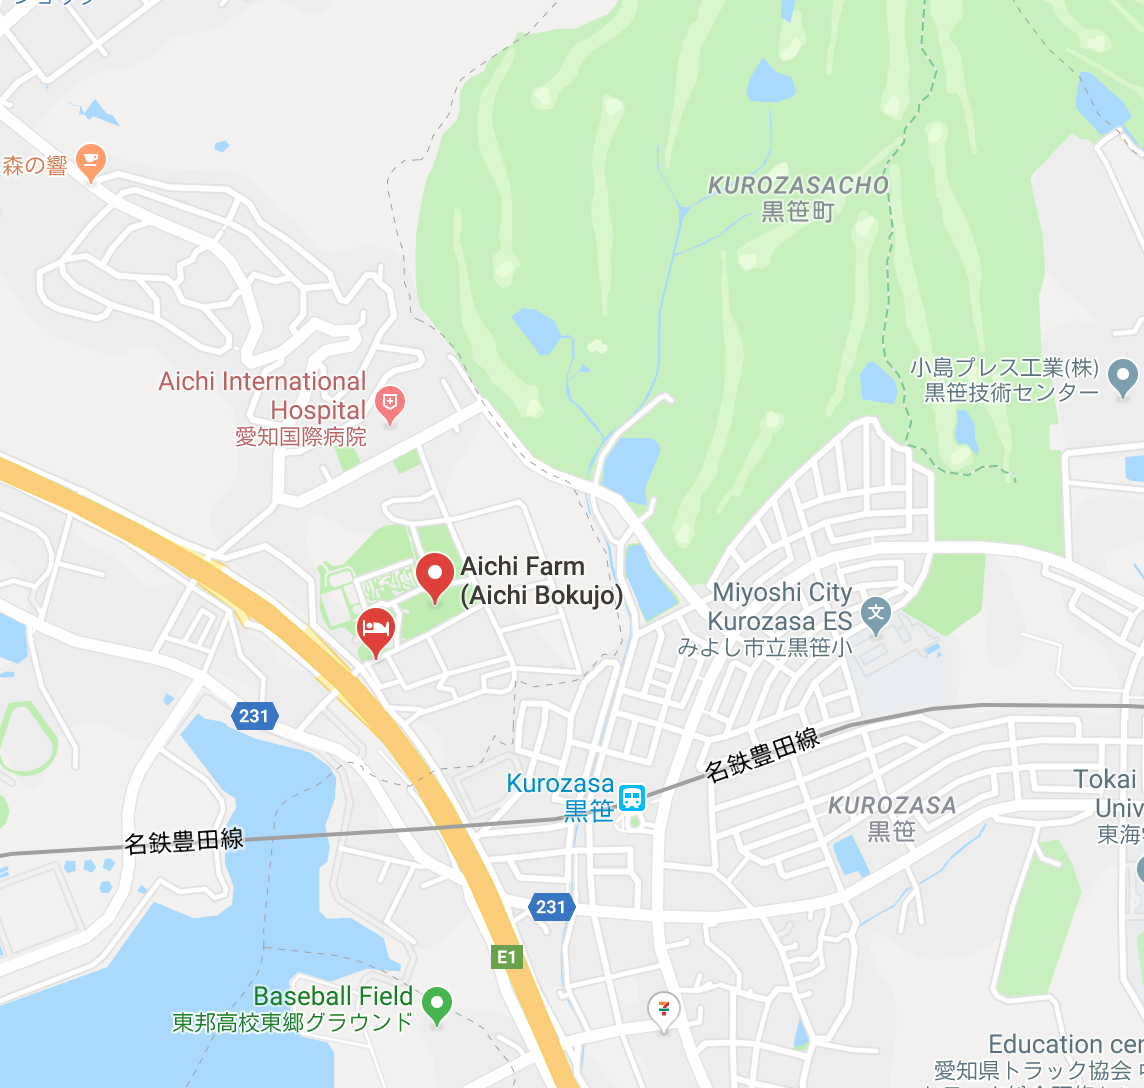 森の響
KUROZASACHO
黒笹町
小島プレス工業(株)
黒笹技術センター
Aichi International
Hospital
愛知国際病院
Aichi Farm
(Aichi Bokujo)
Miyoshi City
Kurozasa ES
みよし市立黒笹小
文
231
名鉄豊田線
Kurozasa
黒笹
KUROZASA
黒笹
Tokai
Univ
東海
名鉄豊田線
231
E1
Baseball Field
東邦高校東郷グラウンド
7
Education cen
愛知県トラック協会